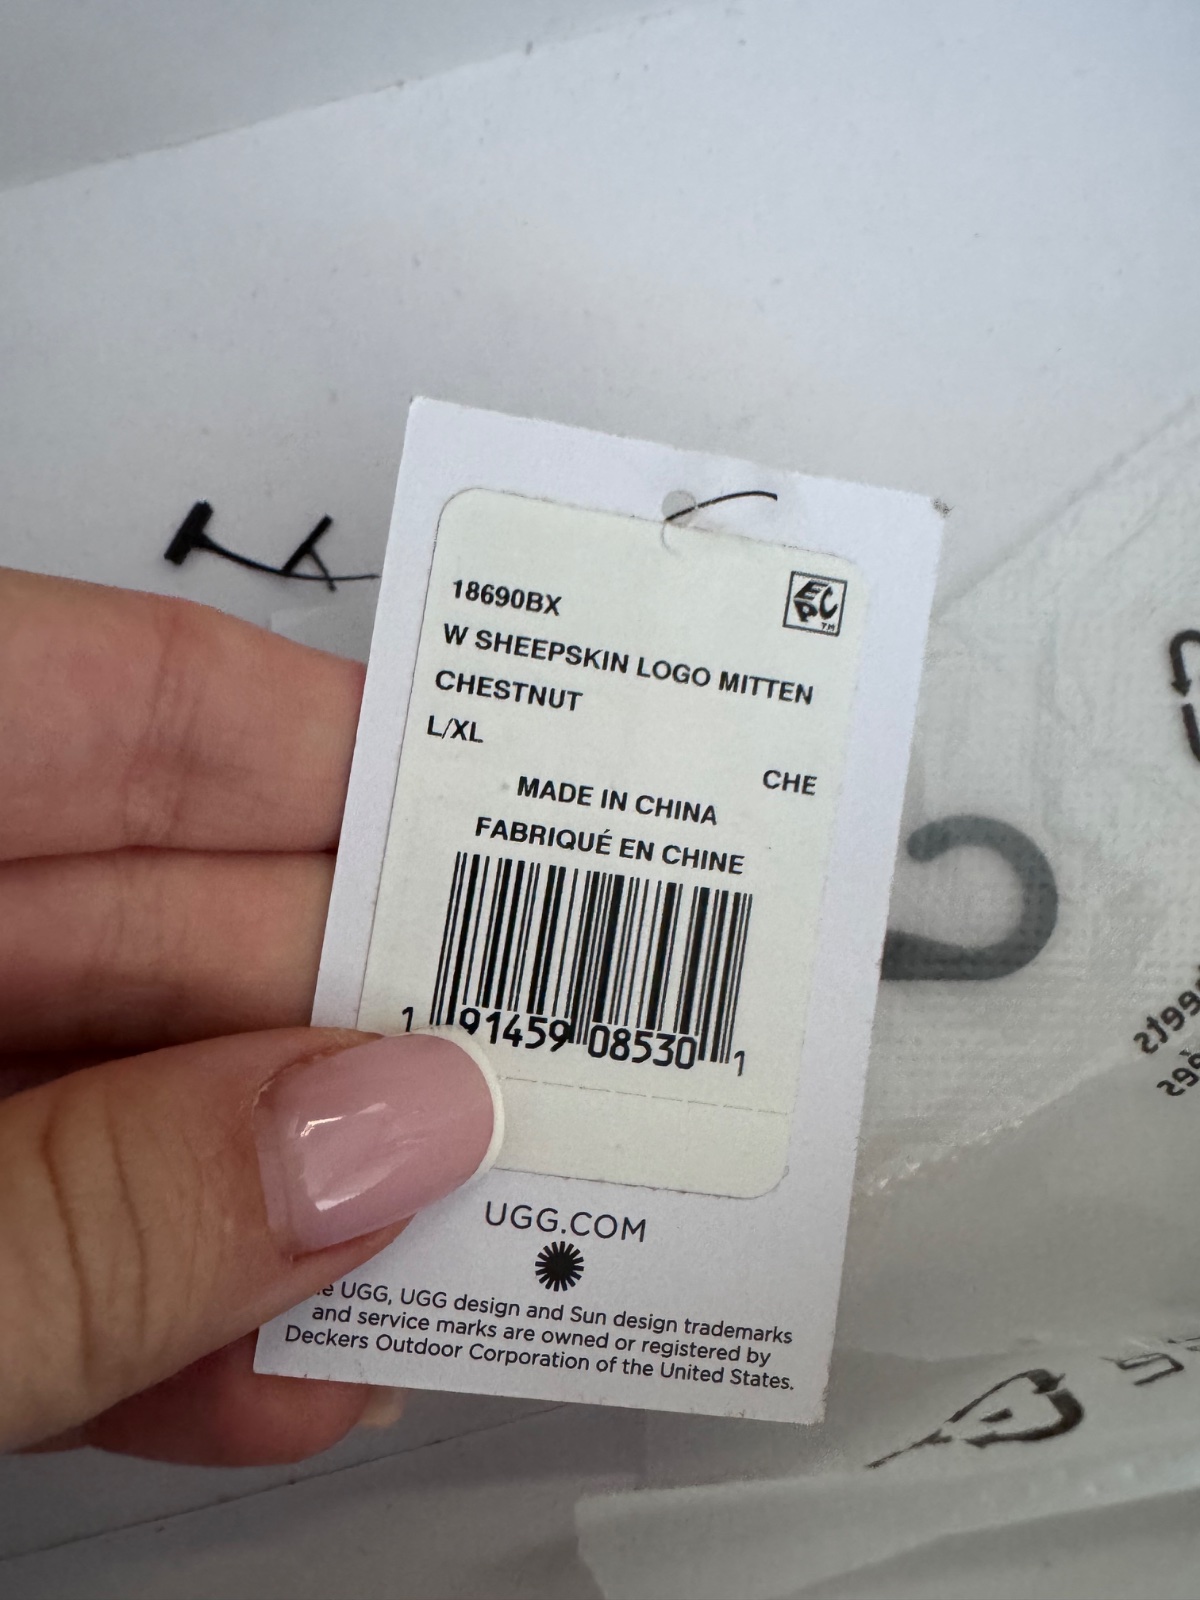 18690BX
EPC™
W SHEEPSKIN LOGO MITTEN
CHESTNUT
L/XL
CHE
MADE IN CHINA
FABRIQUÉ EN CHINE
1 91459 08530 1
UGG.COM
UGG, UGG design and Sun design trademarks
and service marks are owned or registered by
Deckers Outdoor Corporation of the United States.